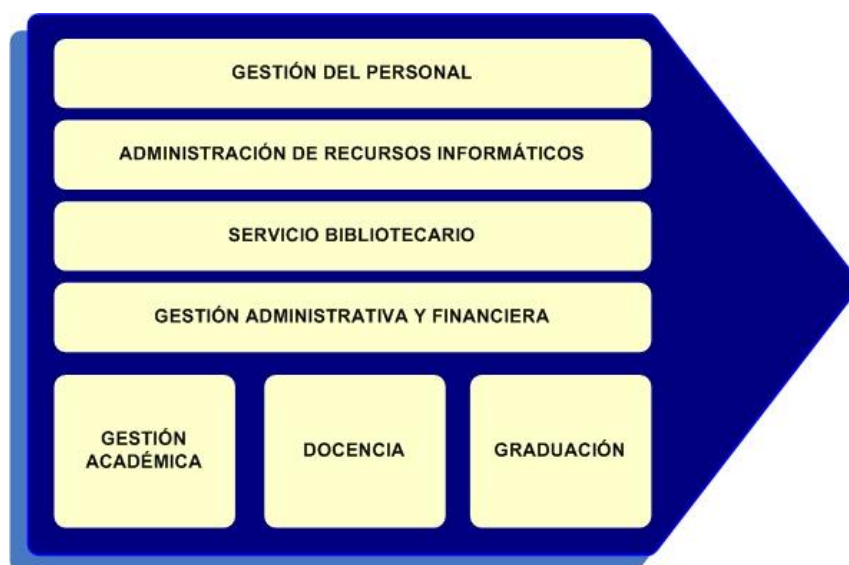 GESTIÓN DEL PERSONAL
ADMINISTRACIÓN DE RECURSOS INFORMÁTICOS
SERVICIO BIBLIOTECARIO
GESTIÓN ADMINISTRATIVA Y FINANCIERA
GESTIÓN
ACADÉMICA
DOCENCIA
GRADUACIÓN